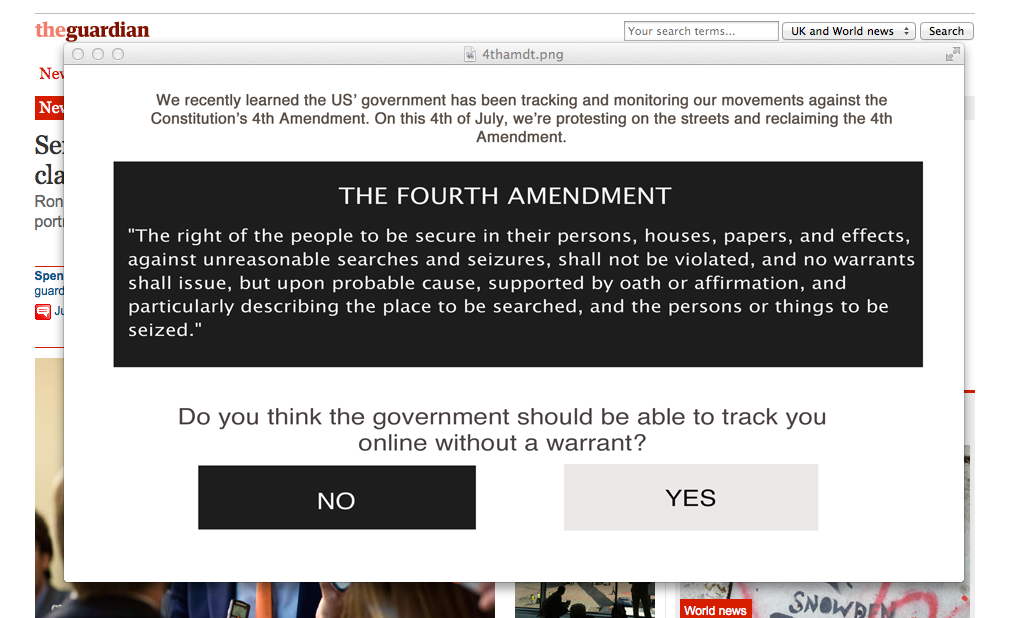 theguardian
Your search terms...
UK and World news
Search
4thamdt.png
We recently learned the US' government has been tracking and monitoring our movements against the
Constitution's 4th Amendment. On this 4th of July, we're protesting on the streets and reclaiming the 4th
Amendment.
THE FOURTH AMENDMENT
"The right of the people to be secure in their persons, houses, papers, and effects,
against unreasonable searches and seizures, shall not be violated, and no warrants
shall issue, but upon probable cause, supported by oath or affirmation, and
particularly describing the place to be searched, and the persons or things to be
seized."
Do you think the government should be able to track you
online without a warrant?
NO
YES
Spen
guard
World news
SNOWDEN